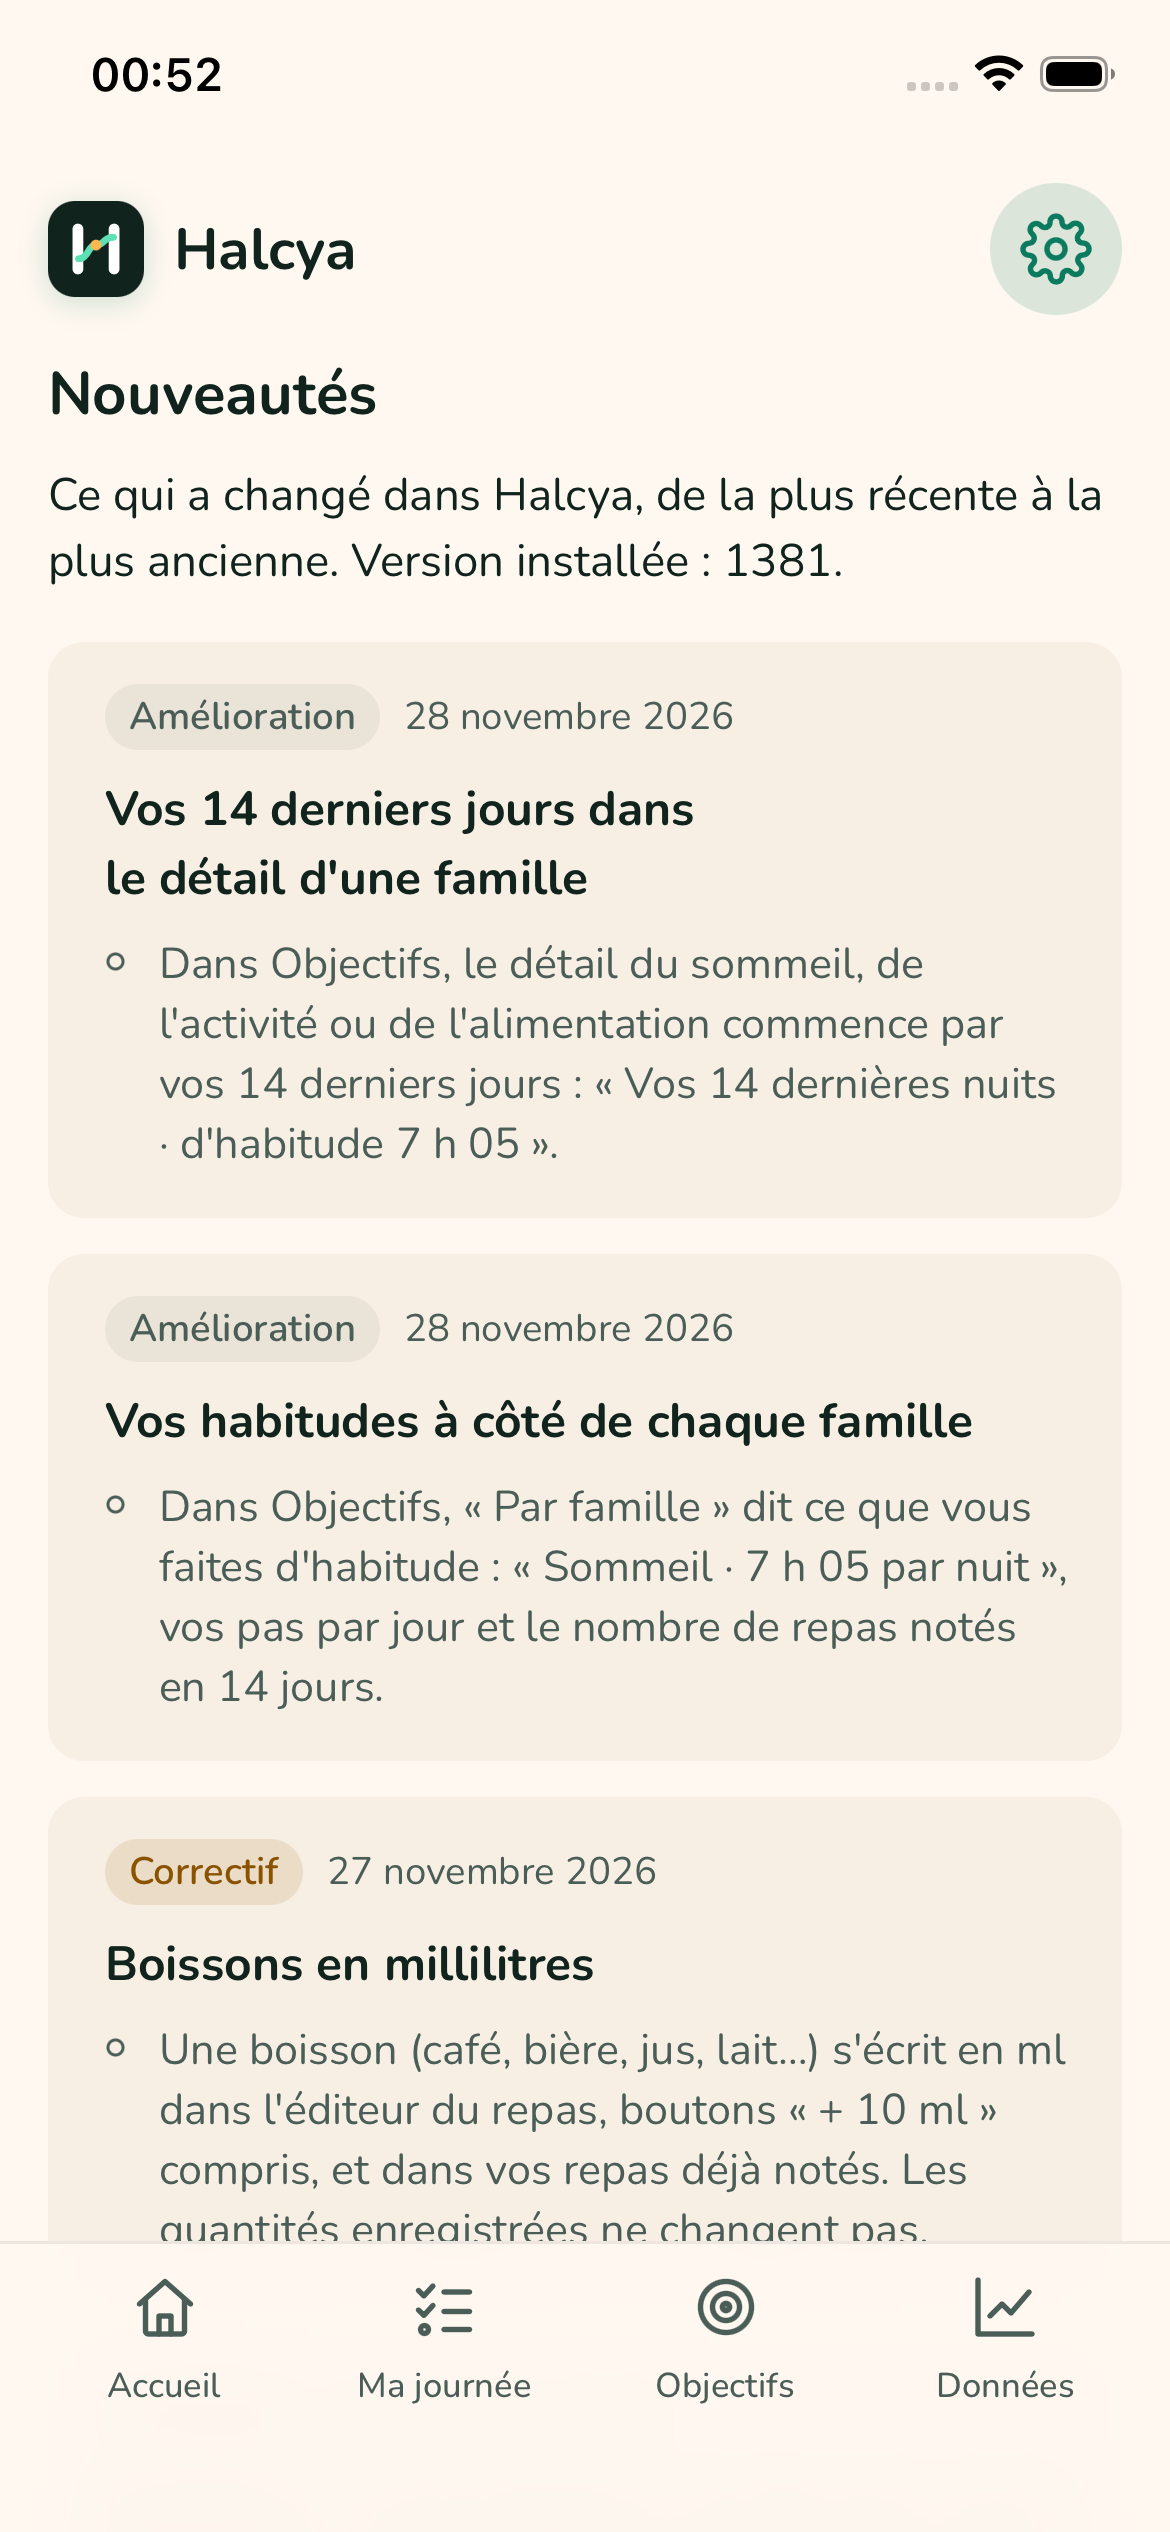 00:52
Halcya
Nouveautés
Ce qui a changé dans Halcya, de la plus récente à la
plus ancienne. Version installée : 1381.
Amélioration 28 novembre 2026
Vos 14 derniers jours dans
le détail d'une famille
Dans Objectifs, le détail du sommeil, de
l'activité ou de l'alimentation commence par
vos 14 derniers jours : « Vos 14 dernières nuits
· d'habitude 7 h 05 ».
Amélioration 28 novembre 2026
Vos habitudes à côté de chaque famille
Dans Objectifs, « Par famille » dit ce que vous
faites d'habitude : « Sommeil · 7 h 05 par nuit »,
vos pas par jour et le nombre de repas notés
en 14 jours.
Correctif 27 novembre 2026
Boissons en millilitres
Une boisson (café, bière, jus, lait...) s'écrit en ml
dans l'éditeur du repas, boutons « + 10 ml »
compris, et dans vos repas déjà notés. Les
quantités enregistrées ne changent pas.
Accueil Ma journée Objectifs Données